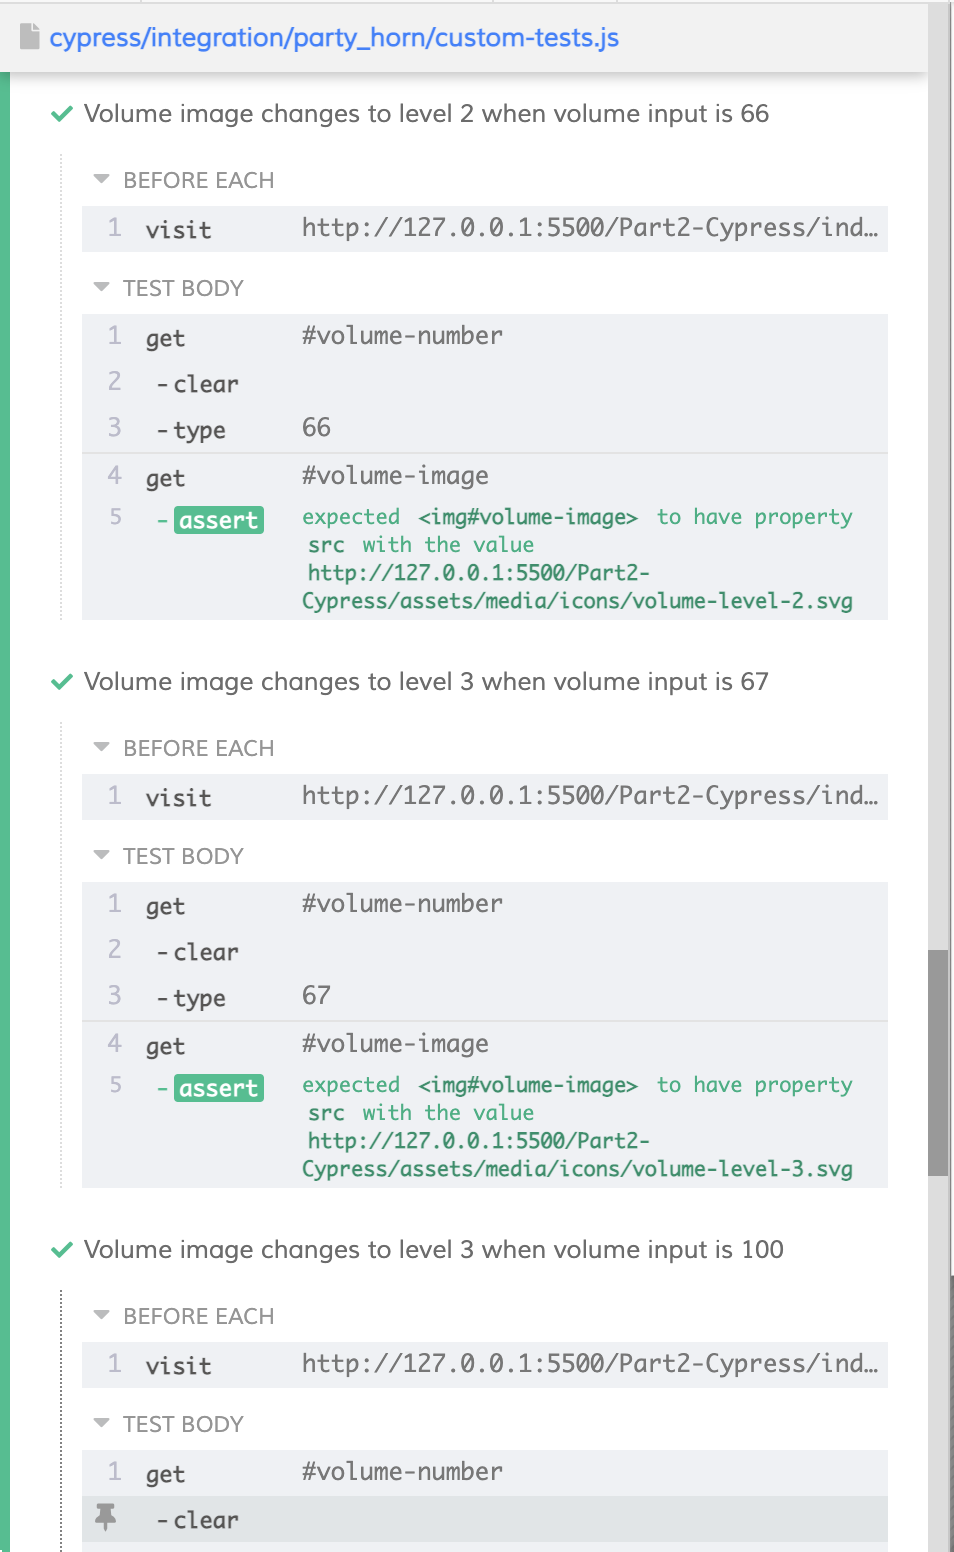 cypress/integration/party_horn/custom-tests.js
Volume image changes to level 2 when volume input is 66
BEFORE EACH
1 visit http://127.0.0.1:5500/Part2-Cypress/ind…
TEST BODY
1 get #volume-number
2 -clear
3 -type 66
4 get #volume-image
5 -assert expected <img#volume-image> to have property
src with the value
http://127.0.0.1:5500/Part2-
Cypress/assets/media/icons/volume-level-2.svg
Volume image changes to level 3 when volume input is 67
BEFORE EACH
1 visit http://127.0.0.1:5500/Part2-Cypress/ind…
TEST BODY
1 get #volume-number
2 -clear
3 -type 67
4 get #volume-image
5 -assert expected <img#volume-image> to have property
src with the value
http://127.0.0.1:5500/Part2-
Cypress/assets/media/icons/volume-level-3.svg
Volume image changes to level 3 when volume input is 100
BEFORE EACH
1 visit http://127.0.0.1:5500/Part2-Cypress/ind…
TEST BODY
1 get #volume-number
-clear